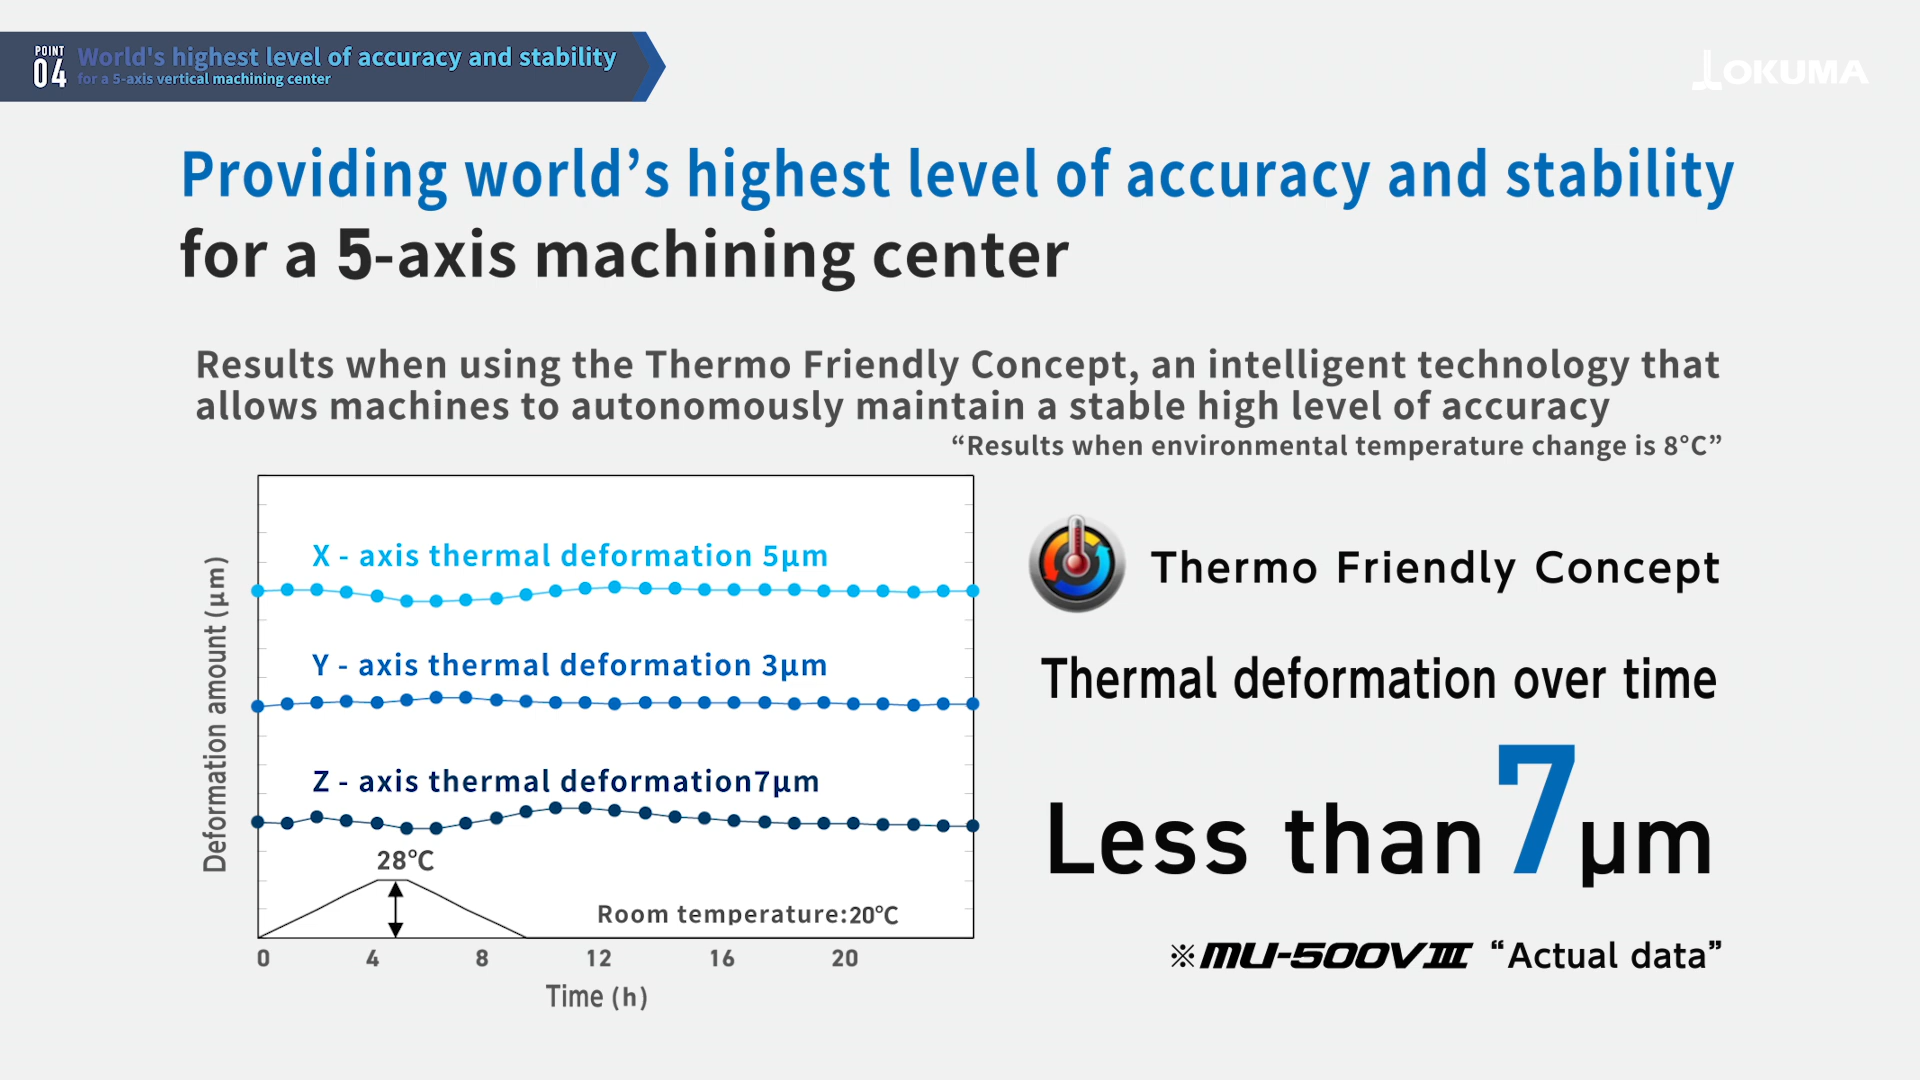 POINT
04
World's highest level of accuracy and stability
for a 5-axis vertical machining center
OKUMA
Providing world’s highest level of accuracy and stability
for a 5-axis machining center
Results when using the Thermo Friendly Concept, an intelligent technology that
allows machines to autonomously maintain a stable high level of accuracy
“Results when environmental temperature change is 8°C”
Deformation amount (μm)
X - axis thermal deformation 5μm
Y - axis thermal deformation 3μm
Z - axis thermal deformation7μm
28°C
Room temperature:20°C
0 4 8 12 16 20
Time (h)
Thermo Friendly Concept
Thermal deformation over time
Less than 7μm
※MU-500VⅢ “Actual data”